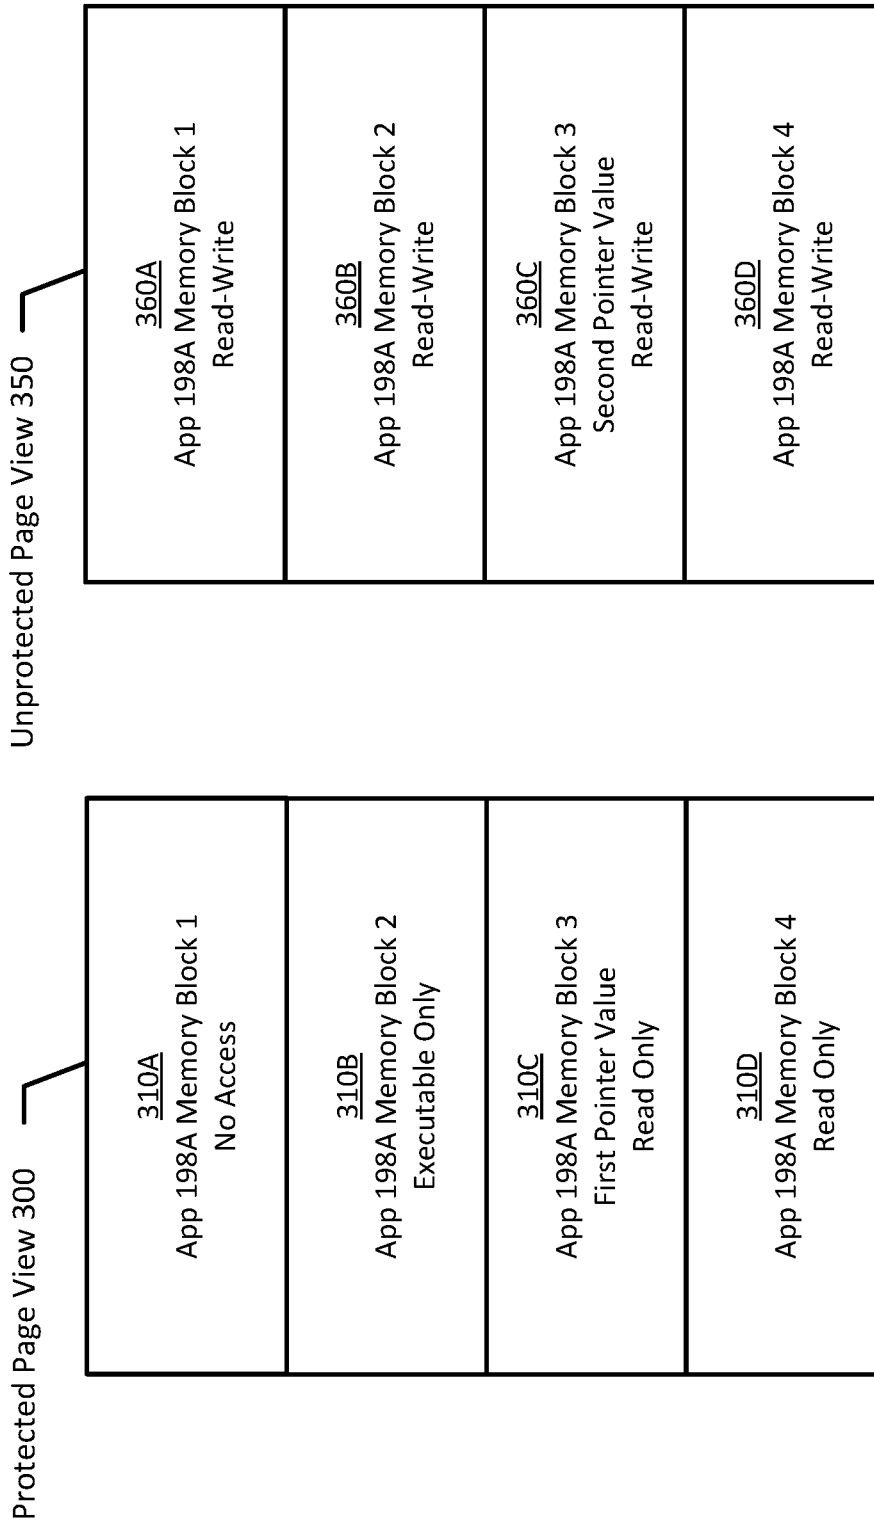 Protected Page View 300
310A
App 198A Memory Block 1
No Access
310B
App 198A Memory Block 2
Executable Only
310C
App 198A Memory Block 3
First Pointer Value
Read Only
310D
App 198A Memory Block 4
Read Only
Unprotected Page View 350
360A
App 198A Memory Block 1
Read-Write
360B
App 198A Memory Block 2
Read-Write
360C
App 198A Memory Block 3
Second Pointer Value
Read-Write
360D
App 198A Memory Block 4
Read-Write